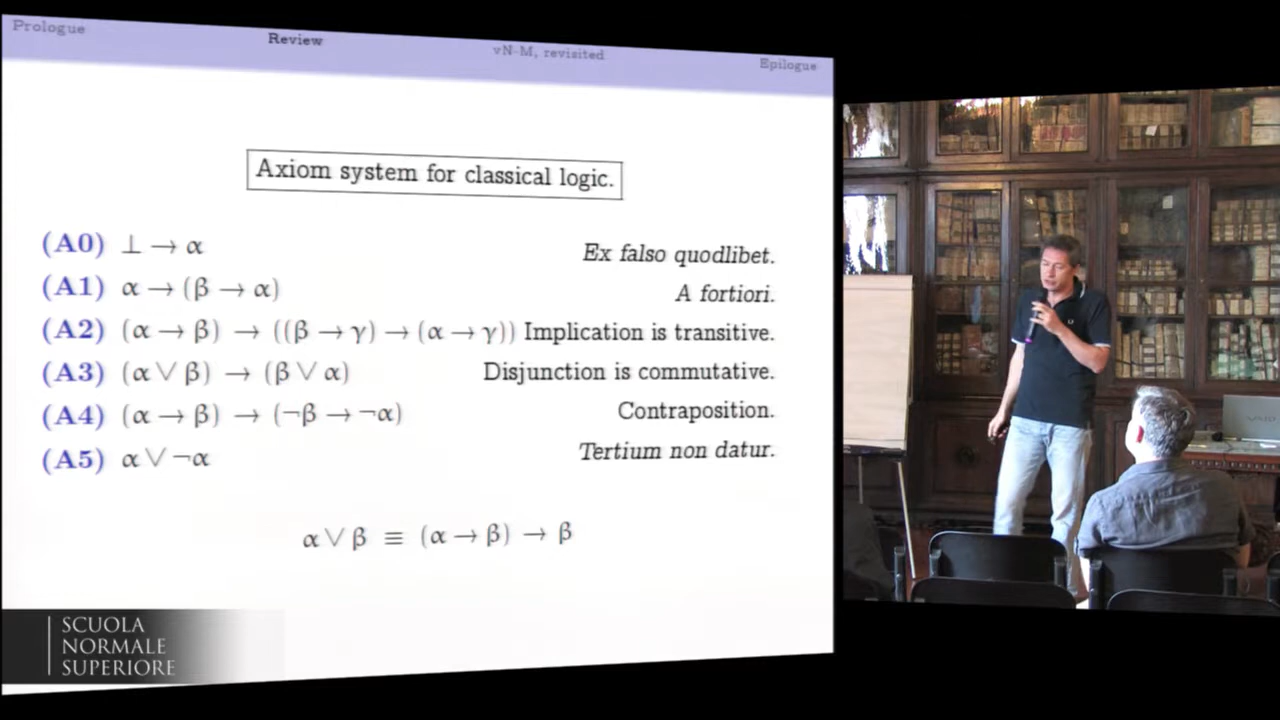 Prologue
Review
vN-M, revisited
Epilogue
Axiom system for classical logic.
(A0) ⊥ → α Ex falso quodlibet.
(A1) α → (β → α) A fortiori.
(A2) (α → β) → ((β → γ) → (α → γ)) Implication is transitive.
(A3) (α ∨ β) → (β ∨ α) Disjunction is commutative.
(A4) (α → β) → (¬β → ¬α) Contraposition.
(A5) α ∨ ¬α Tertium non datur.
α ∨ β ≡ (α → β) → β
SCUOLA
NORMALE
SUPERIORE
VAIO